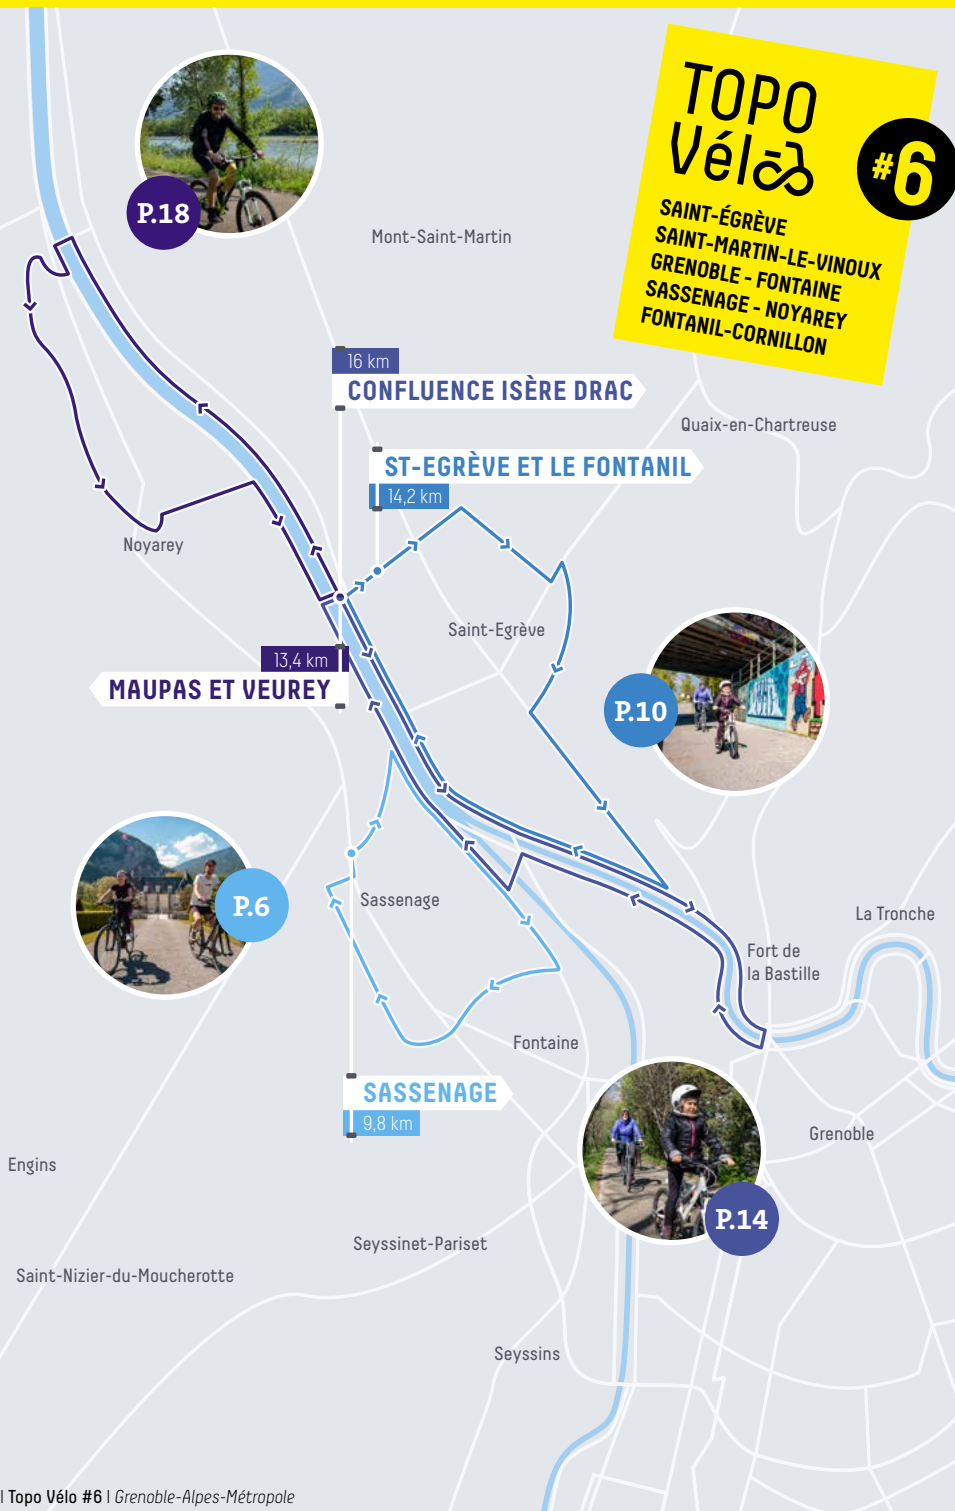 TOPO
Vélo
#6
SAINT-ÉGRÈVE
SAINT-MARTIN-LE-VINOUX
GRENOBLE - FONTAINE
SASSENAGE - NOYAREY
FONTANIL-CORNILLON
P.18
Mont-Saint-Martin
16 km
CONFLUENCE ISÈRE DRAC
Quaix-en-Chartreuse
ST-EGRÈVE ET LE FONTANIL
14,2 km
Noyarey
Saint-Egrève
13,4 km
MAUPAS ET VEUREY
P.10
P.6
Sassenage
La Tronche
Fort de
la Bastille
Fontaine
SASSENAGE
9,8 km
Grenoble
Engins
P.14
Seyssinet-Pariset
Saint-Nizier-du-Moucherotte
Seyssins
I Topo Vélo #6 I Grenoble-Alpes-Métropole